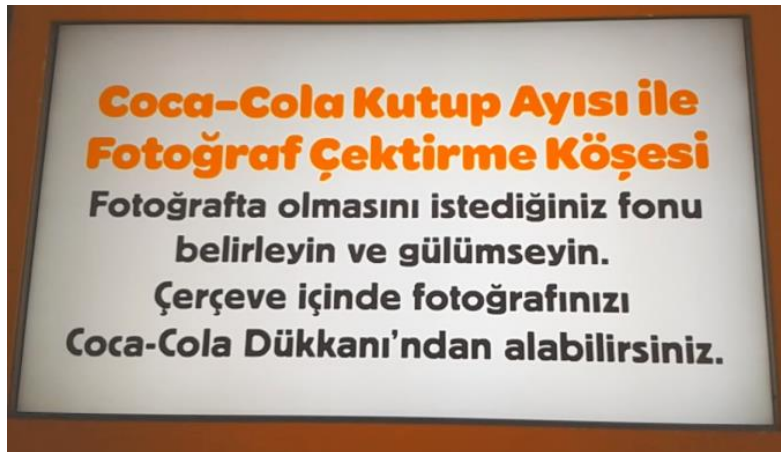 Coca-Cola Kutup Ayısı ile
Fotoğraf Çektirme Köşesi
Fotoğrafta olmasını istediğiniz fonu
belirleyin ve gülümseyin.
Çerçeve içinde fotoğrafınızı
Coca-Cola Dükkanı'ndan alabilirsiniz.